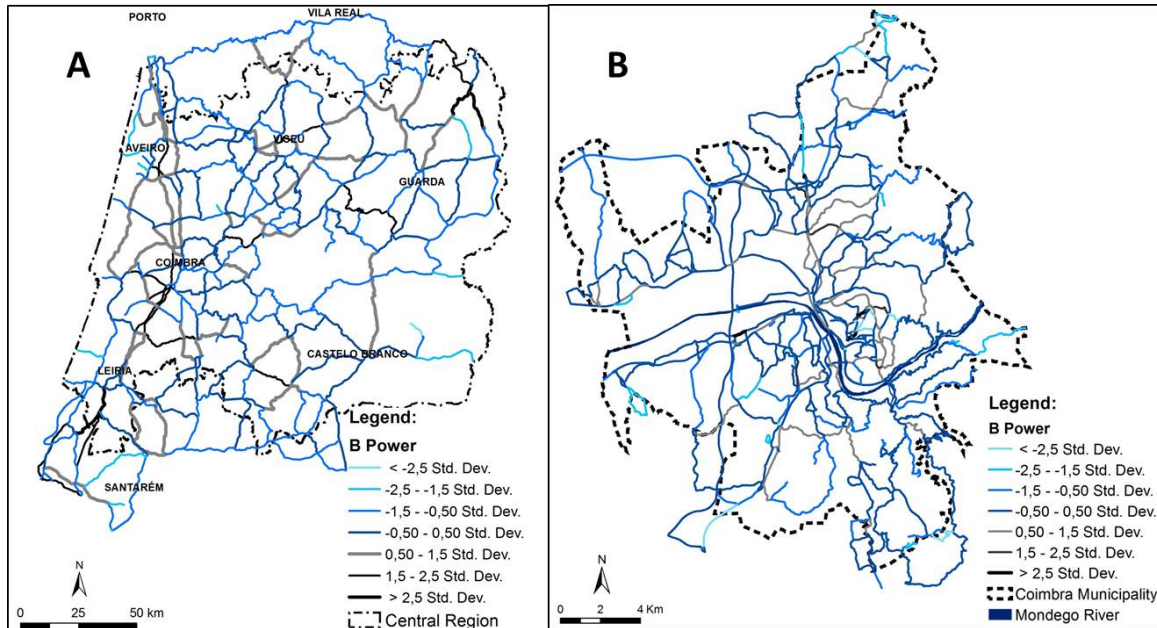 PORTO
VILA REAL
A
AVEIRO
VISEU
GUARDA
COIMBRA
CASTELO BRANCO
LEIRIA
SANTARÉM
Legend:
B Power
< -2,5 Std. Dev.
-2,5 - -1,5 Std. Dev.
-1,5 - -0,50 Std. Dev.
-0,50 - 0,50 Std. Dev.
0,50 - 1,5 Std. Dev.
1,5 - 2,5 Std. Dev.
> 2,5 Std. Dev.
Central Region
N
0 25 50 km
B
Legend:
B Power
< -2,5 Std. Dev.
-2,5 - -1,5 Std. Dev.
-1,5 - -0,50 Std. Dev.
-0,50 - 0,50 Std. Dev.
0,50 - 1,5 Std. Dev.
1,5 - 2,5 Std. Dev.
> 2,5 Std. Dev.
Coimbra Municipality
Mondego River
N
0 2 4 Km